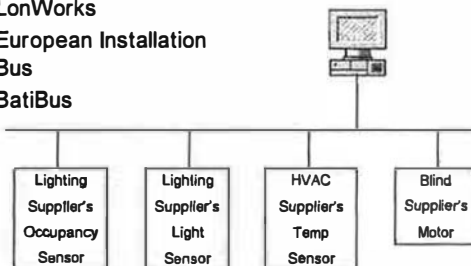 LonWorks
European Installation
Bus
BatiBus
Lighting
Supplier's
Occupancy
Sensor
Lighting
Supplier's
Light
Sensor
HVAC
Supplier's
Temp
Sensor
Blind
Supplier's
Motor